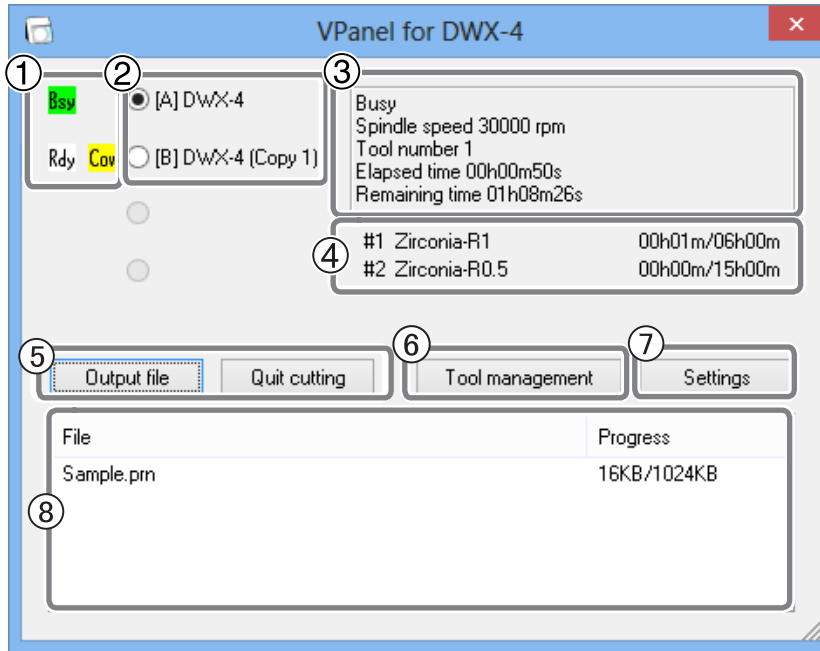 VPanel for DWX-4
①
②
③
Bsy
[A] DWX-4
Rdy Cov
[B] DWX-4 (Copy 1)
Busy
Spindle speed 30000 rpm
Tool number 1
Elapsed time 00h00m50s
Remaining time 01h08m26s
④
#1 Zirconia-R1 00h01m/06h00m
#2 Zirconia-R0.5 00h00m/15h00m
⑤
Output file Quit cutting
⑥
Tool management
⑦
Settings
⑧
File Progress
Sample.prn 16KB/1024KB